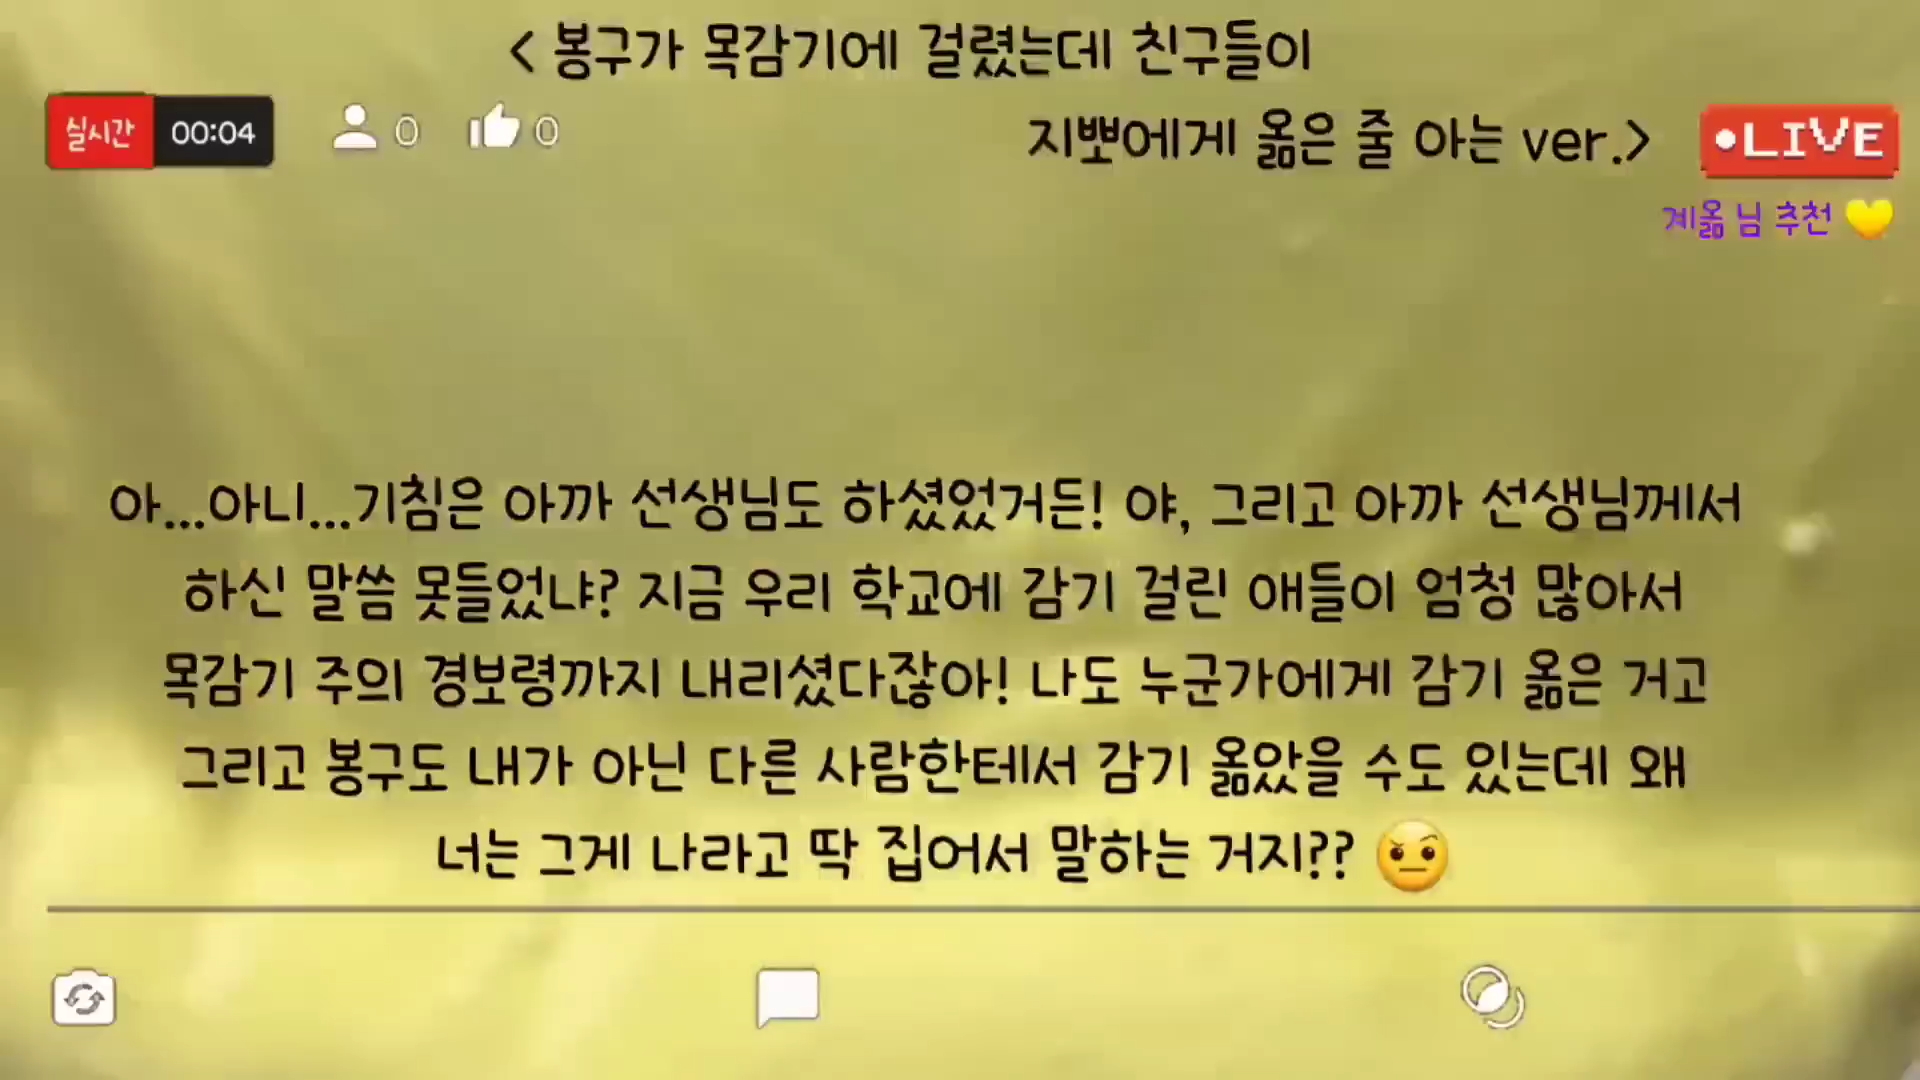 < 봉구가 목감기에 걸렸는데 친구들이
지뽀에게 옮은 줄 아는 ver.>
실시간 00:04 0 0
•LIVE
계옮 님 추천 💛
아...아니...기침은 아까 선생님도 하셨었거든! 야, 그리고 아까 선생님께서
하신 말씀 못들었냐? 지금 우리 학교에 감기 걸린 애들이 엄청 많아서
목감기 주의 경보령까지 내리셨다잖아! 나도 누군가에게 감기 옮은 거고
그리고 봉구도 내가 아닌 다른 사람한테서 감기 옮았을 수도 있는데 왜
너는 그게 나라고 딱 집어서 말하는 거지?? 🤨